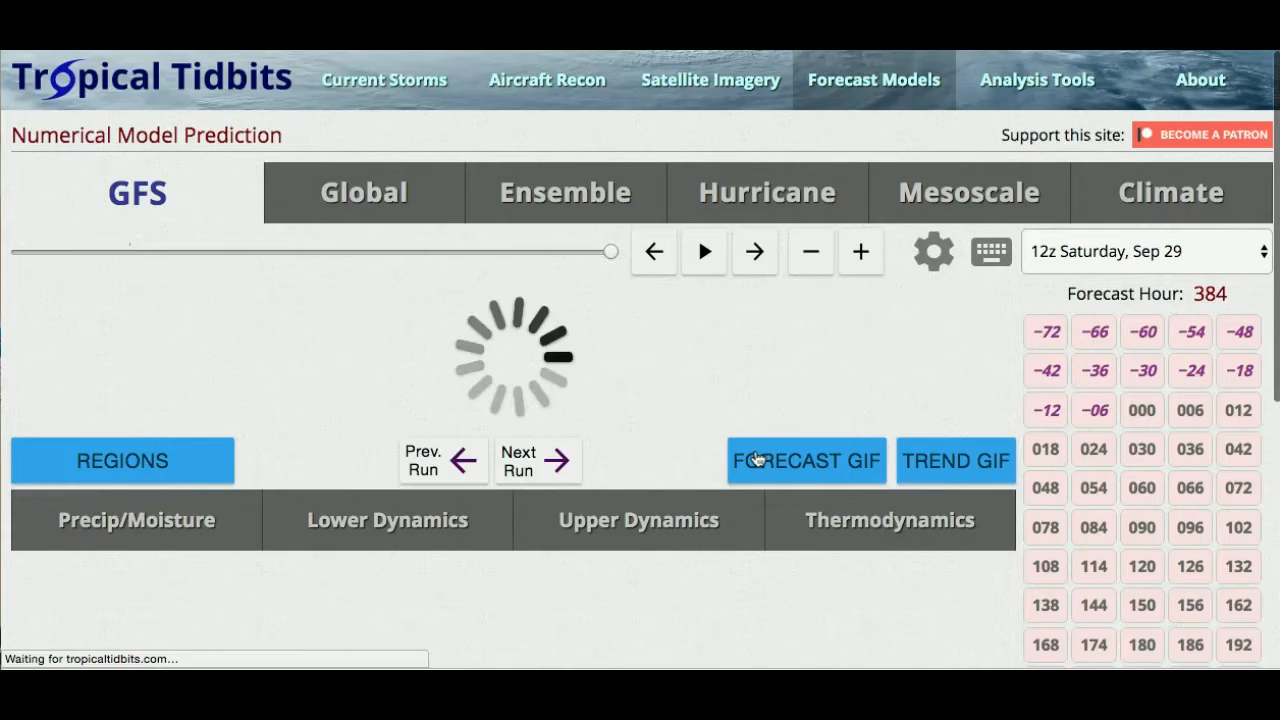 Tropical Tidbits
Current Storms
Aircraft Recon
Satellite Imagery
Forecast Models
Analysis Tools
About
Numerical Model Prediction
Support this site:
BECOME A PATRON
GFS
Global
Ensemble
Hurricane
Mesoscale
Climate
12z Saturday, Sep 29
Forecast Hour: 384
−72 −66 −60 −54 −48
−42 −36 −30 −24 −18
−12 −06 000 006 012
018 024 030 036 042
048 054 060 066 072
078 084 090 096 102
108 114 120 126 132
138 144 150 156 162
168 174 180 186 192
REGIONS
Prev.
Run
Next
Run
FORECAST GIF
TREND GIF
Precip/Moisture
Lower Dynamics
Upper Dynamics
Thermodynamics
Waiting for tropicaltidbits.com...